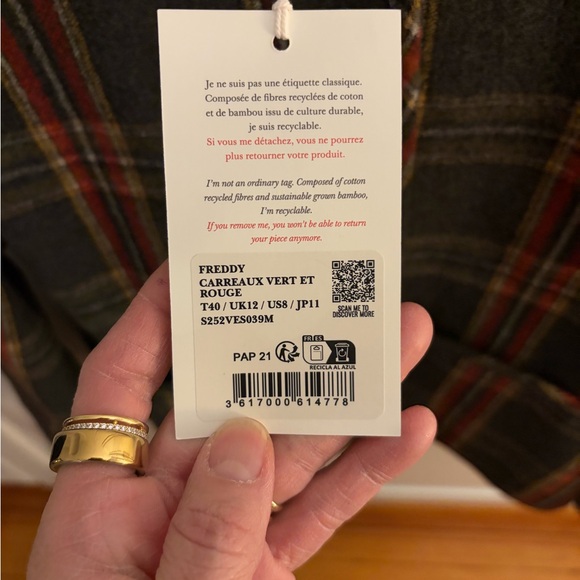 Je ne suis pas une étiquette classique.
Composée de fibres recyclées de coton
et de bambou issu de culture durable,
je suis recyclable.
Si vous me détachez, vous ne pourrez
plus retourner votre produit.
I'm not an ordinary tag. Composed of cotton
recycled fibres and sustainable grown bamboo,
I'm recyclable.
If you remove me, you won't be able to return
your piece anymore.
FREDDY
CARREAUX VERT ET
ROUGE
T40 / UK12 / US8 / JP11
S252VES039M
SCAN ME TO
DISCOVER MORE
PAP 21
FR ES
RECICLA AL AZUL
3 617000 614778